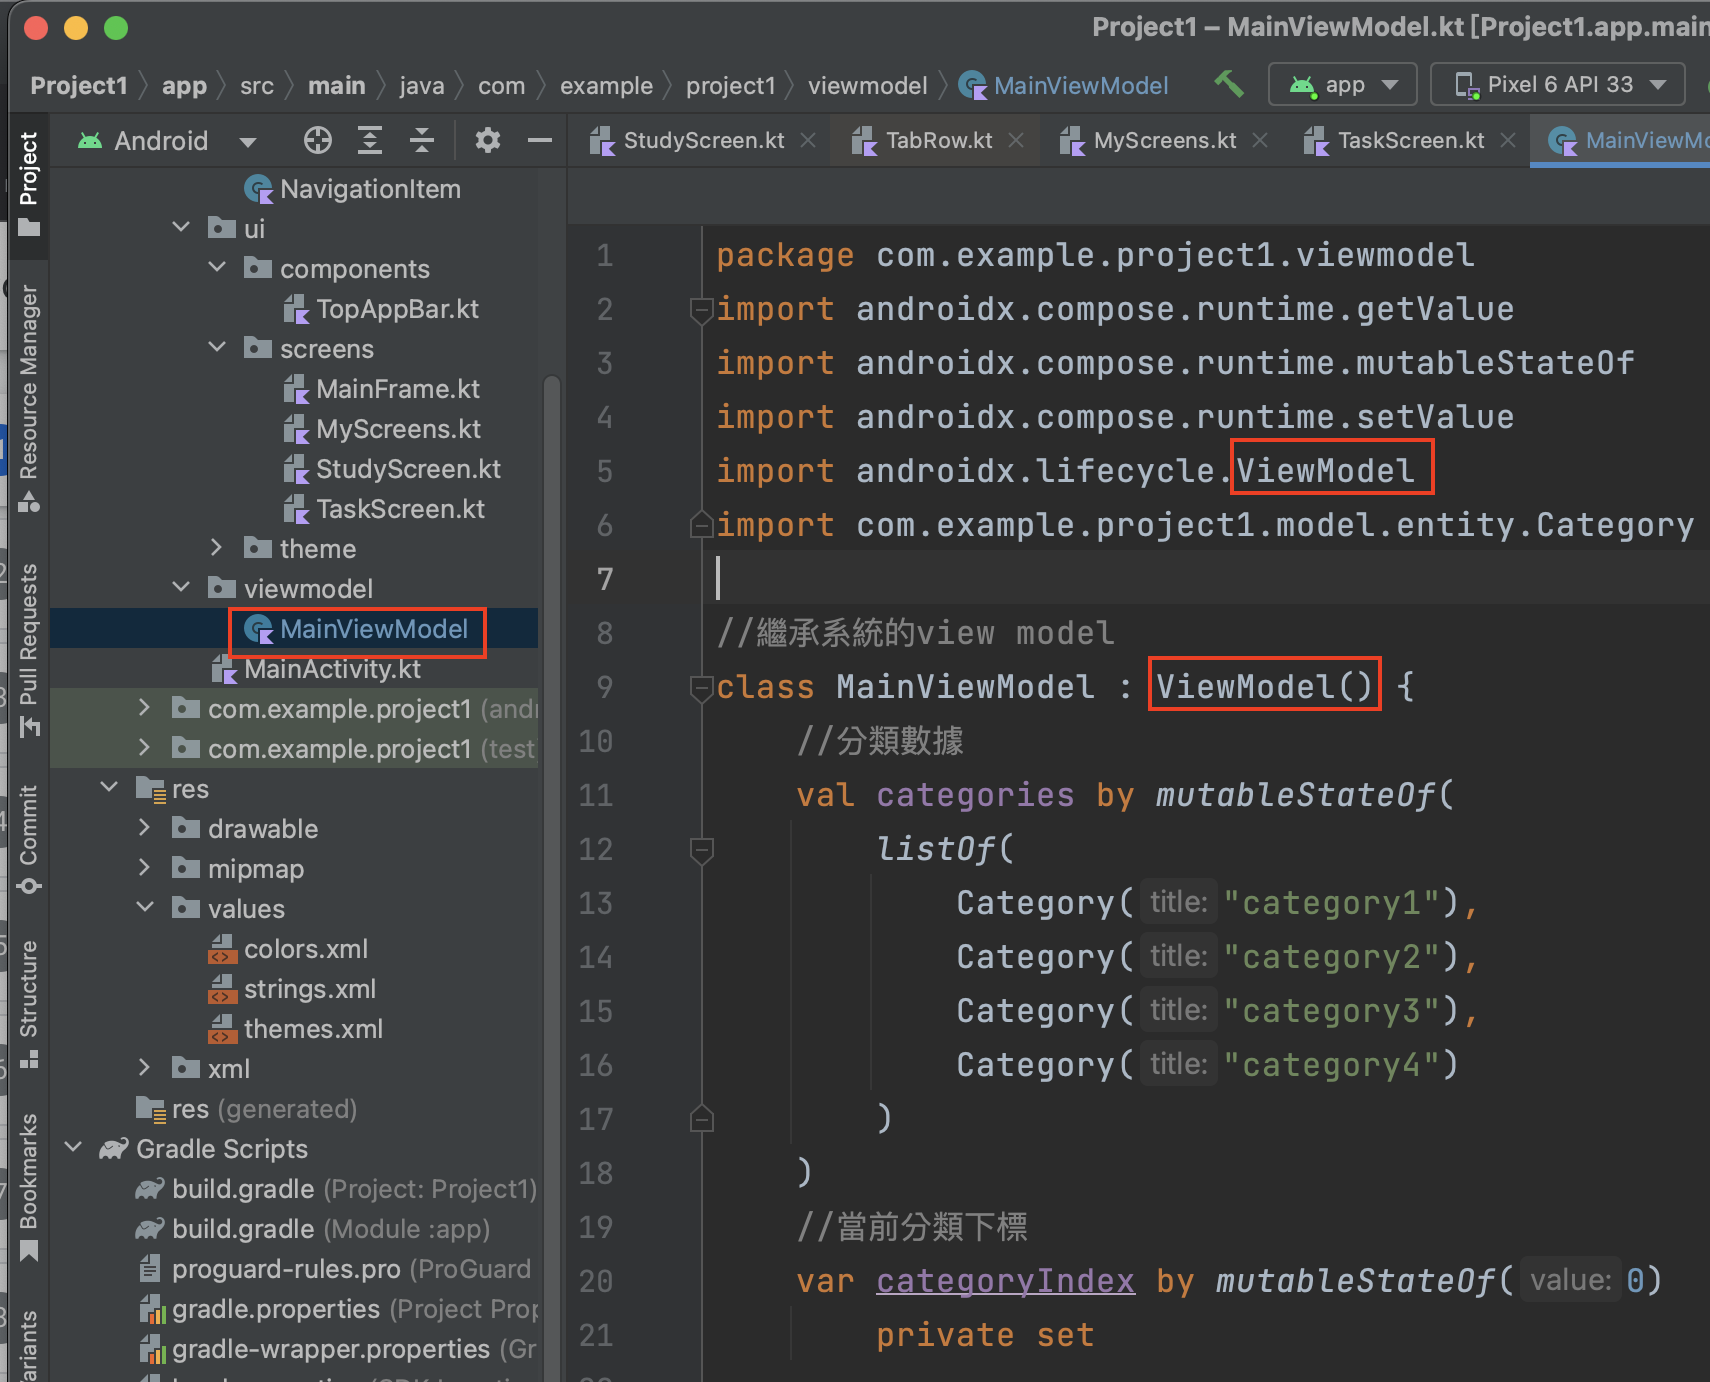 Project1 – MainViewModel.kt [Project1.app.main
Project1 app src main java com example project1 viewmodel MainViewModel app Pixel 6 API 33
Android
StudyScreen.kt TabRow.kt MyScreens.kt TaskScreen.kt MainViewMo
Project
Resource Manager
Pull Requests
Commit
Structure
Bookmarks
ariants
NavigationItem
ui
components
TopAppBar.kt
screens
MainFrame.kt
MyScreens.kt
StudyScreen.kt
TaskScreen.kt
theme
viewmodel
MainViewModel
MainActivity.kt
com.example.project1 (andr
com.example.project1 (test
res
drawable
mipmap
values
colors.xml
strings.xml
themes.xml
xml
res (generated)
Gradle Scripts
build.gradle (Project: Project1)
build.gradle (Module :app)
proguard-rules.pro (ProGuard
gradle.properties (Project Prop
gradle-wrapper.properties (Gr
1 package com.example.project1.viewmodel
2 import androidx.compose.runtime.getValue
3 import androidx.compose.runtime.mutableStateOf
4 import androidx.compose.runtime.setValue
5 import androidx.lifecycle.ViewModel
6 import com.example.project1.model.entity.Category
7
8 //繼承系統的view model
9 class MainViewModel : ViewModel() {
10 //分類數據
11 val categories by mutableStateOf(
12 listOf(
13 Category( title: "category1"),
14 Category( title: "category2"),
15 Category( title: "category3"),
16 Category( title: "category4")
17 )
18 )
19 //當前分類下標
20 var categoryIndex by mutableStateOf( value: 0)
21 private set